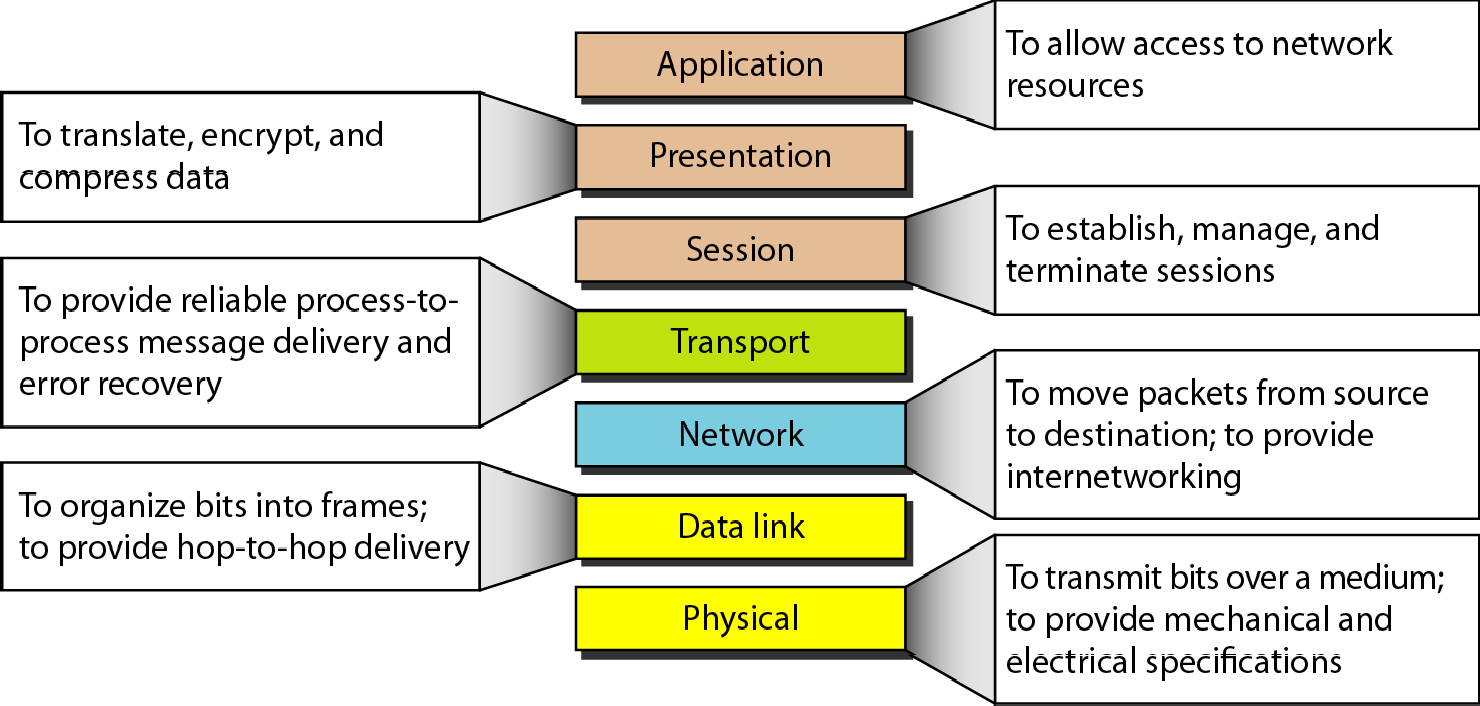 Application
To allow access to network
resources
Presentation
To translate, encrypt, and
compress data
Session
To establish, manage, and
terminate sessions
Transport
To provide reliable process-to-
process message delivery and
error recovery
Network
To move packets from source
to destination; to provide
internetworking
Data link
To organize bits into frames;
to provide hop-to-hop delivery
Physical
To transmit bits over a medium;
to provide mechanical and
electrical specifications